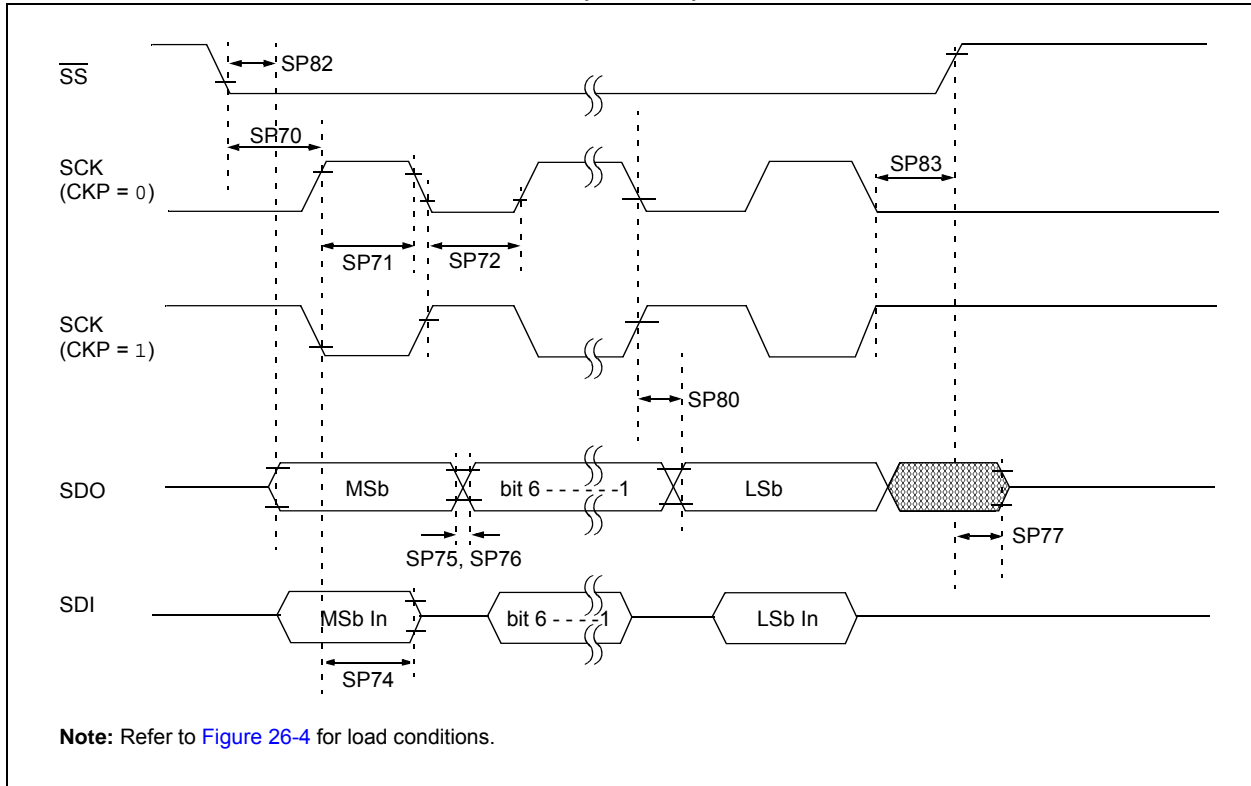 SS
SP82
SP70
SCK
(CKP = 0)
SP83
SP71
SP72
SCK
(CKP = 1)
SP80
SDO
MSb
bit 6 - - - - - -1
LSb
SP75, SP76
SP77
SDI
MSb In
bit 6 - - - -1
LSb In
SP74
Note: Refer to Figure 26-4 for load conditions.